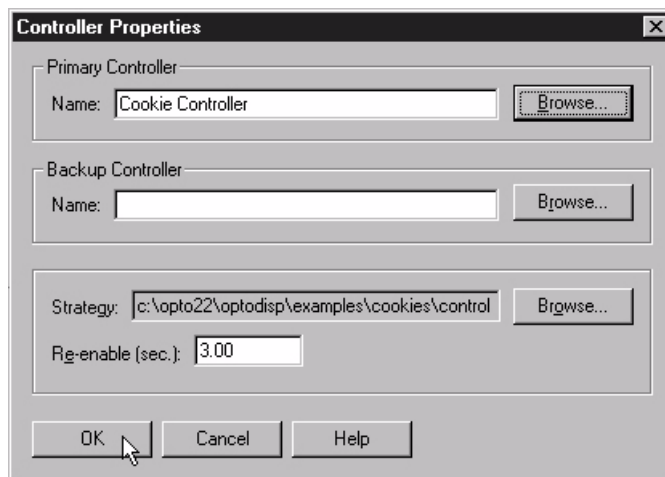 Controller Properties
Primary Controller
Name: Cookie Controller Browse...
Backup Controller
Name: Browse...
Strategy: c:\opto22\optodisp\examples\cookies\control Browse...
Re-enable (sec.): 3.00
OK Cancel Help